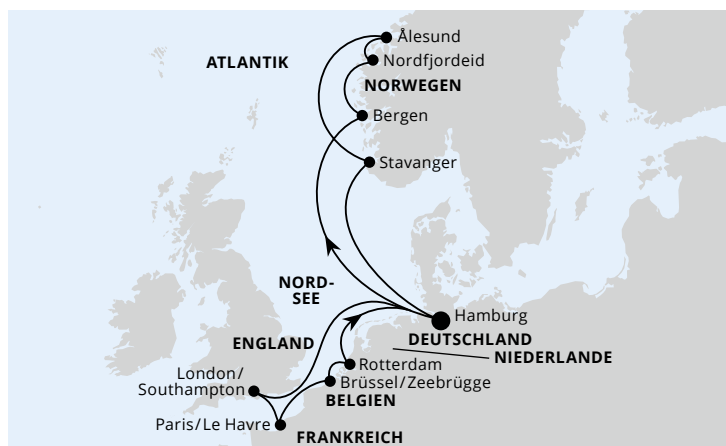 Ålesund
ATLANTIK
Nordfjordeid
NORWEGEN
Bergen
Stavanger
NORD-
SEE
Hamburg
DEUTSCHLAND
ENGLAND
NIEDERLANDE
Rotterdam
London/
Southampton
Brüssel/Zeebrügge
BELGIEN
Paris/Le Havre
FRANKREICH